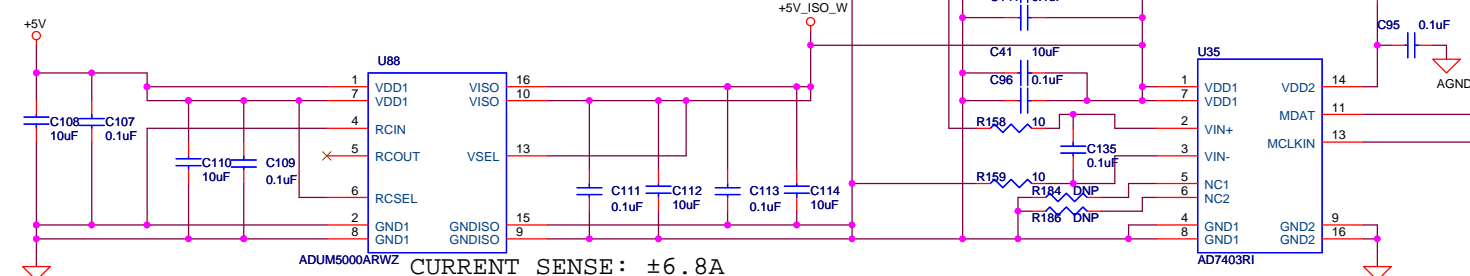 +5V
U88
1 VDD1 VISO 16
7 VDD1 VISO 10
4 RCIN
5 RCOUT VSEL 13
6 RCSEL
2 GND1 GNDISO 15
8 GND1 GNDISO 9
ADUM5000ARWZ
C108 10uF
C107 0.1uF
C110 10uF
C109 0.1uF
C111 0.1uF
C112 10uF
C113 0.1uF
C114 10uF
CURRENT SENSE: ±6.8A
+5V_ISO_W
C41 10uF
C96 0.1uF
R158 10
C135 0.1uF
R159 10
R184 DNP
R186 DNP
U35
1 VDD1 VDD2 14
7 VDD1
MDAT 11
2 VIN+
MCLKIN 13
3 VIN-
5 NC1
6 NC2
4 GND1 GND2 9
8 GND1 GND2 16
AD7403RI
C95 0.1uF
AGND